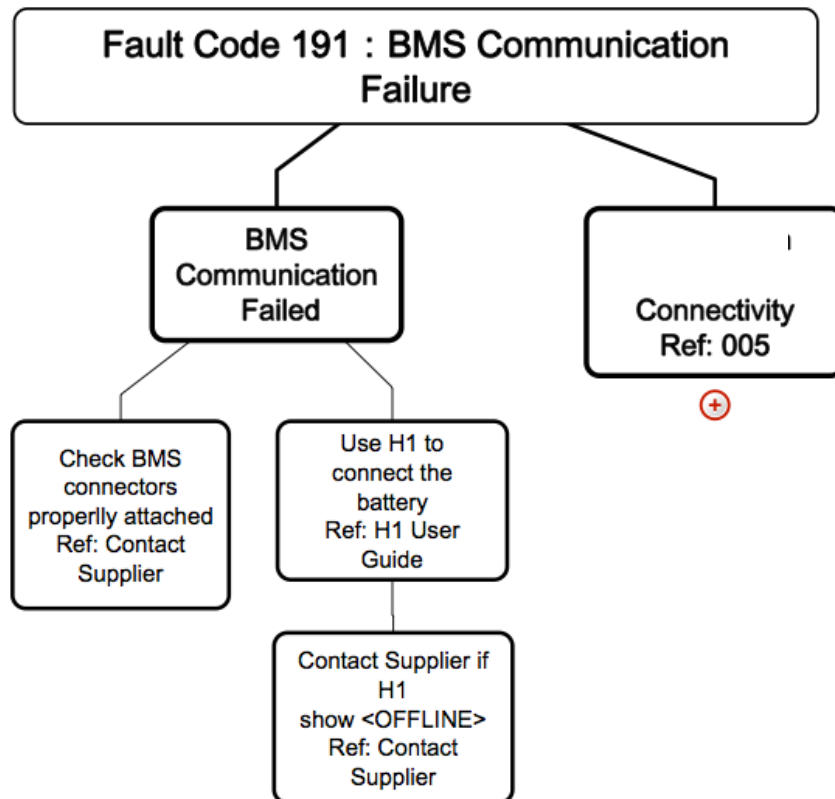 Fault Code 191 : BMS Communication
Failure
BMS
Communication
Failed
Connectivity
Ref: 005
Check BMS
connectors
properlly attached
Ref: Contact
Supplier
Use H1 to
connect the
battery
Ref: H1 User
Guide
Contact Supplier if
H1
show <OFFLINE>
Ref: Contact
Supplier